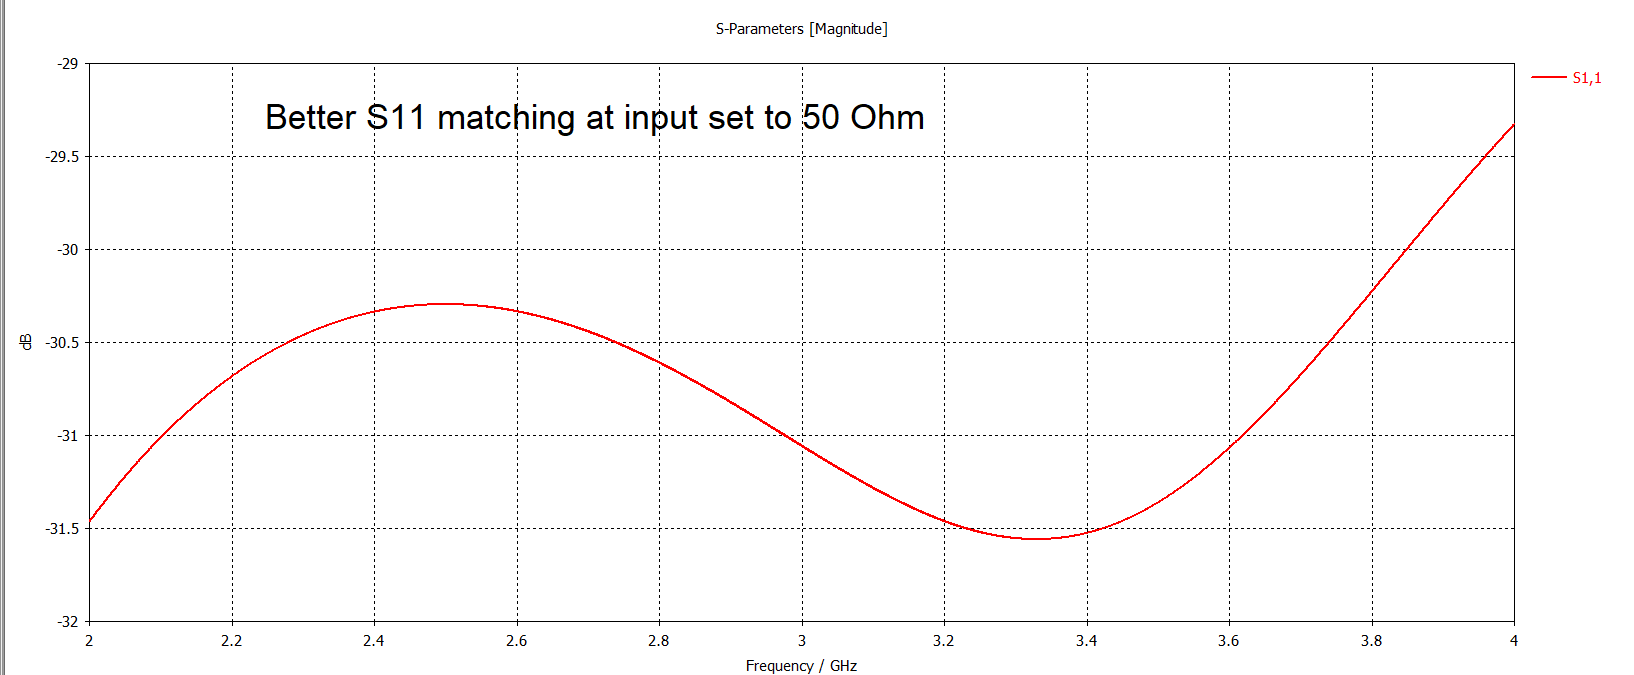 S-Parameters [Magnitude]
S1,1
Better S11 matching at input set to 50 Ohm
-29
-29.5
-30
-30.5
-31
-31.5
-32
dB
2 2.2 2.4 2.6 2.8 3 3.2 3.4 3.6 3.8 4
Frequency / GHz